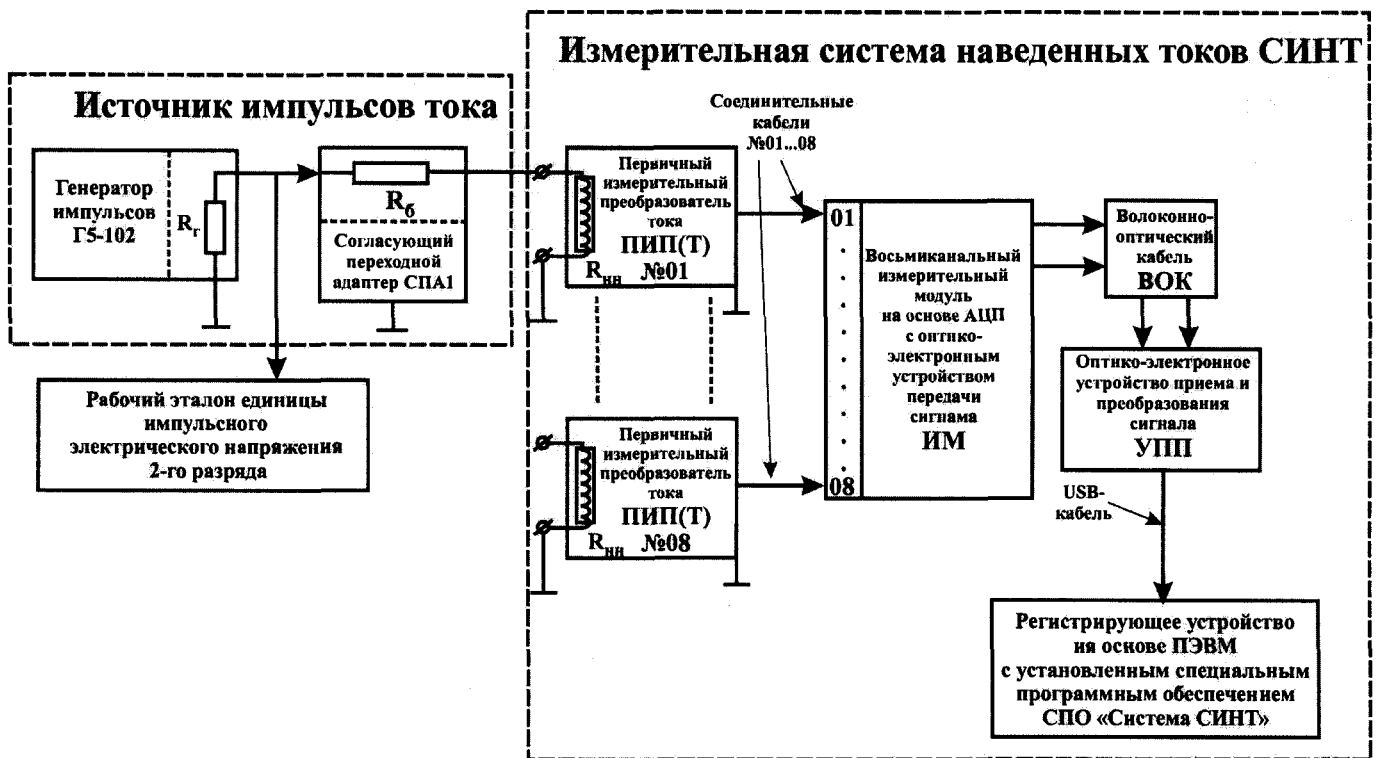 Измерительная система наведенных токов СИНТ
Источник импульсов тока
Генератор
импульсов
Г5-102
Rг
Rб
Согласующий
переходной
адаптер СПА1
Рабочий эталон единицы
импульсного
электрического напряжения
2-го разряда
Соединительные
кабели
№01...08
Первичный
измерительный
преобразователь
тока
ПИП(Т)
№01
Rнн
Первичный
измерительный
преобразователь
тока
ПИП(Т)
№08
Rнн
01
08
Восьмиканальный
измерительный
модуль
на основе АЦП
с оптико-
электронным
устройством
передачи
сигнама
ИМ
Волоконно-
оптический
кабель
ВОК
Оптико-электронное
устройство приема и
преобразования
сигнала
УПП
USB-
кабель
Регистрирующее устройство
ия основе ПЭВМ
с установленным специальным
программным обеспечением
СПО «Система СИНТ»